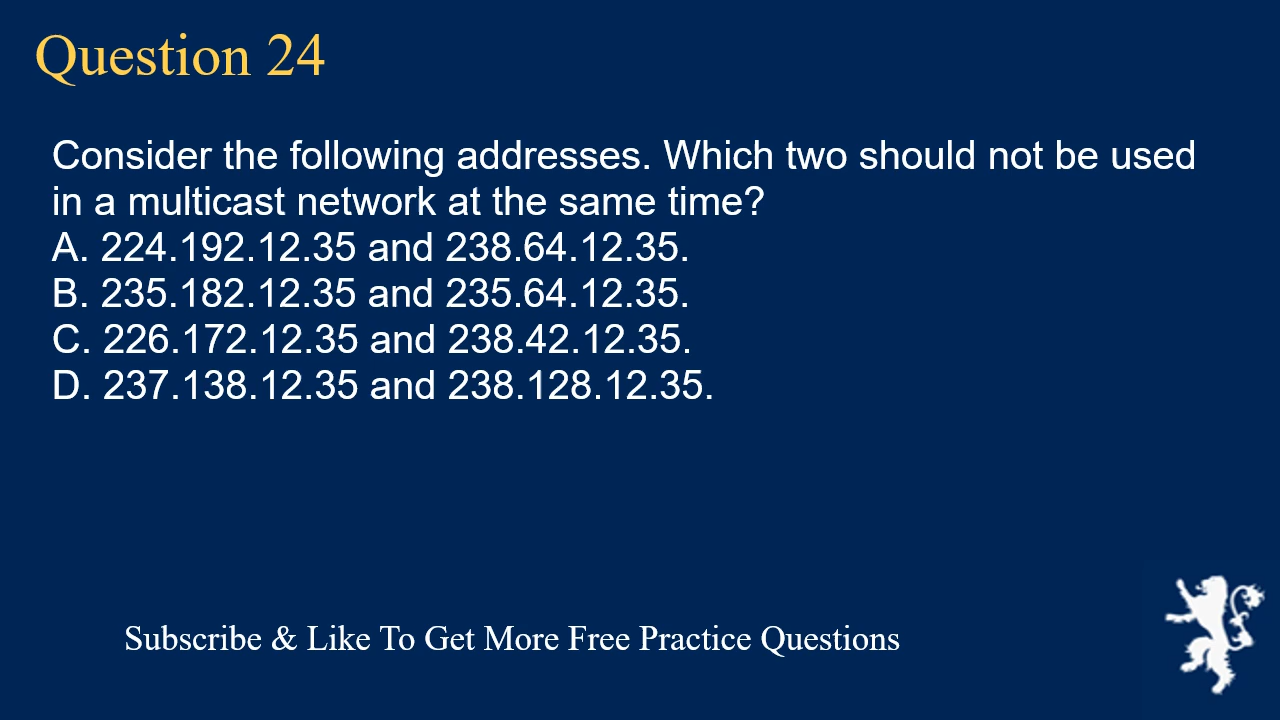 Question 24
Consider the following addresses. Which two should not be used
in a multicast network at the same time?
A. 224.192.12.35 and 238.64.12.35.
B. 235.182.12.35 and 235.64.12.35.
C. 226.172.12.35 and 238.42.12.35.
D. 237.138.12.35 and 238.128.12.35.
Subscribe & Like To Get More Free Practice Questions